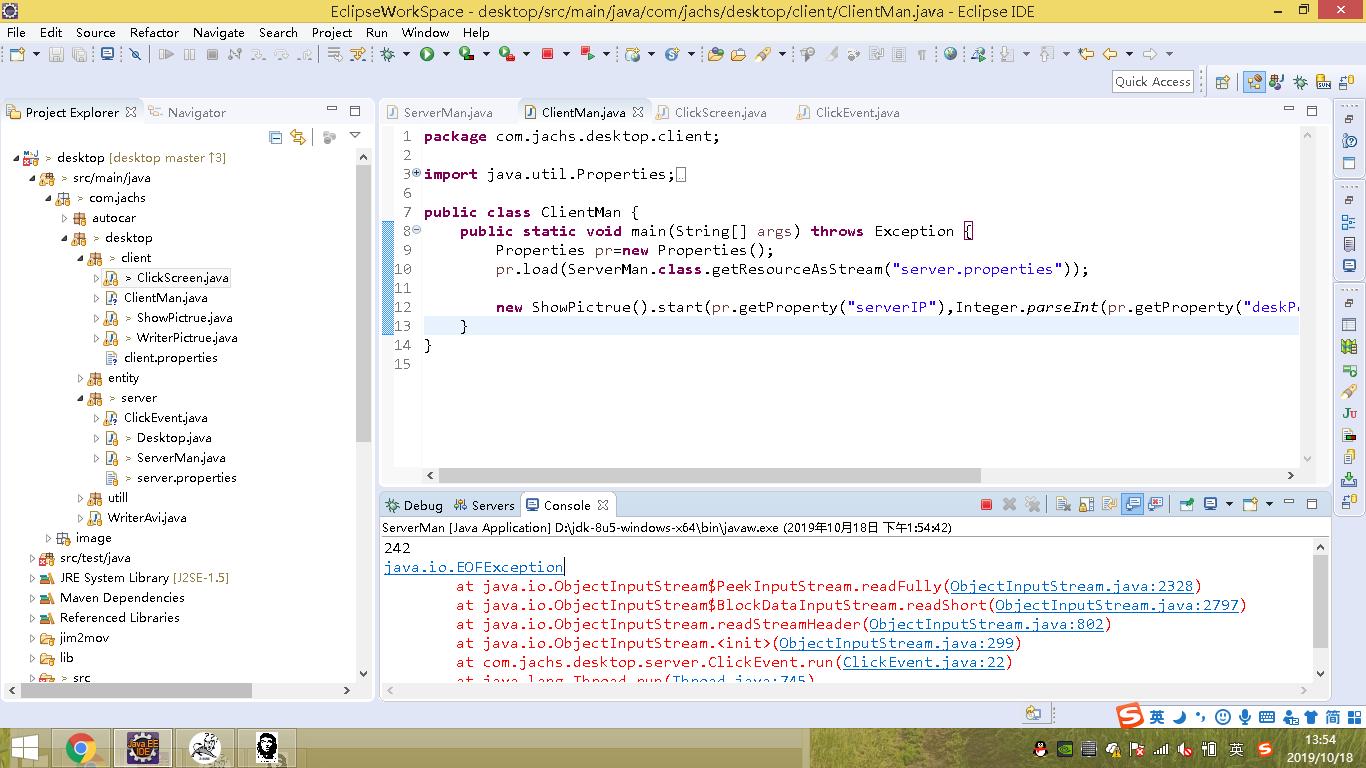 EclipseWorkSpace - desktop/src/main/java/com/jachs/desktop/client/ClientMan.java - Eclipse IDE
File Edit Source Refactor Navigate Search Project Run Window Help
Quick Access
Project Explorer Navigator
desktop [desktop master ↑3]
src/main/java
com.jachs
autocar
desktop
client
ClickScreen.java
ClientMan.java
ShowPictrue.java
WriterPictrue.java
client.properties
entity
server
ClickEvent.java
Desktop.java
ServerMan.java
server.properties
utill
WriterAvi.java
image
src/test/java
JRE System Library [J2SE-1.5]
Maven Dependencies
Referenced Libraries
jim2mov
lib
src
ServerMan.java ClientMan.java ClickScreen.java ClickEvent.java
1 package com.jachs.desktop.client;
2
3 import java.util.Properties;
6
7 public class ClientMan {
8 public static void main(String[] args) throws Exception {
9 Properties pr=new Properties();
10 pr.load(ServerMan.class.getResourceAsStream("server.properties"));
11
12 new ShowPictrue().start(pr.getProperty("serverIP"),Integer.parseInt(pr.getProperty("deskP
13 }
14 }
15
Debug Servers Console
ServerMan [Java Application] D:\jdk-8u5-windows-x64\bin\javaw.exe (2019年10月18日 下午1:54:42)
242
java.io.EOFException
at java.io.ObjectInputStream$PeekInputStream.readFully(ObjectInputStream.java:2328)
at java.io.ObjectInputStream$BlockDataInputStream.readShort(ObjectInputStream.java:2797)
at java.io.ObjectInputStream.readStreamHeader(ObjectInputStream.java:802)
at java.io.ObjectInputStream.<init>(ObjectInputStream.java:299)
at com.jachs.desktop.server.ClickEvent.run(ClickEvent.java:22)
at java.lang.Thread.run(Thread.java:745)
英 简
Java EE IDE
英
13:54
2019/10/18